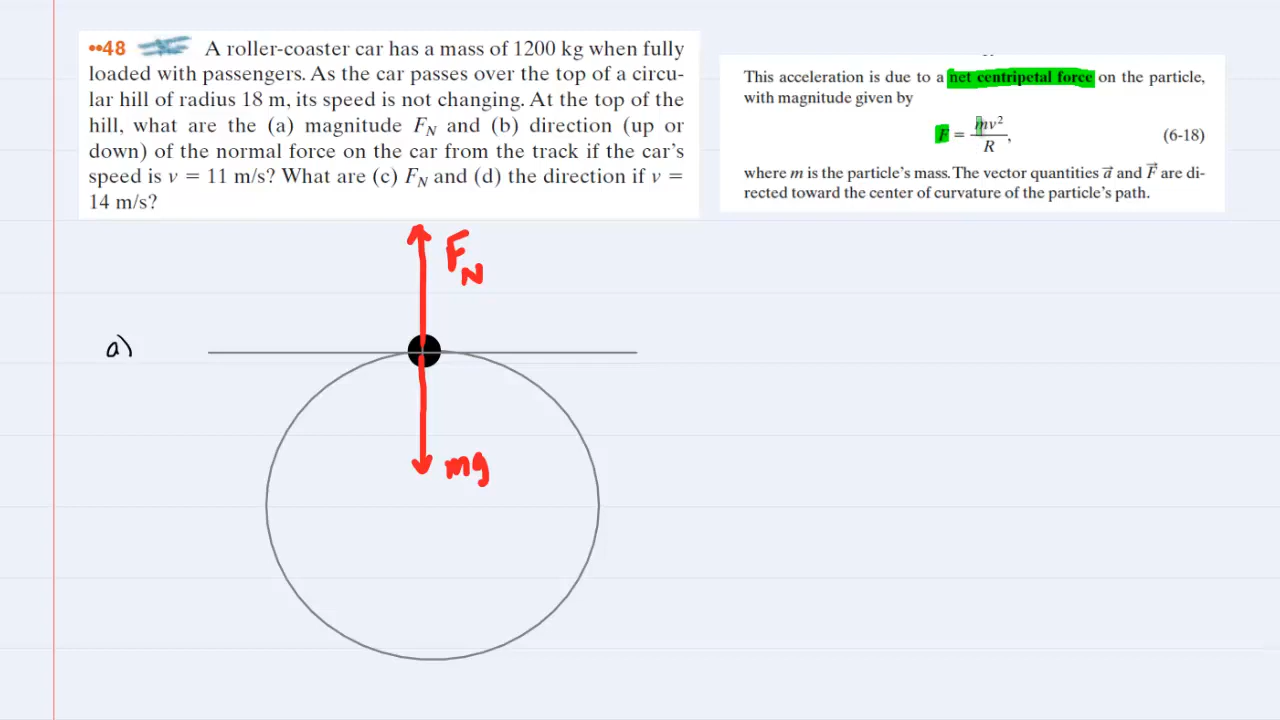 ••48 A roller-coaster car has a mass of 1200 kg when fully
loaded with passengers. As the car passes over the top of a circu-
lar hill of radius 18 m, its speed is not changing. At the top of the
hill, what are the (a) magnitude F_N and (b) direction (up or
down) of the normal force on the car from the track if the car's
speed is v = 11 m/s? What are (c) F_N and (d) the direction if v =
14 m/s?
This acceleration is due to a net centripetal force on the particle,
with magnitude given by
F = mv²/R, (6-18)
where m is the particle's mass. The vector quantities a⃗ and F⃗ are di-
rected toward the center of curvature of the particle's path.
F_N
a)
mg